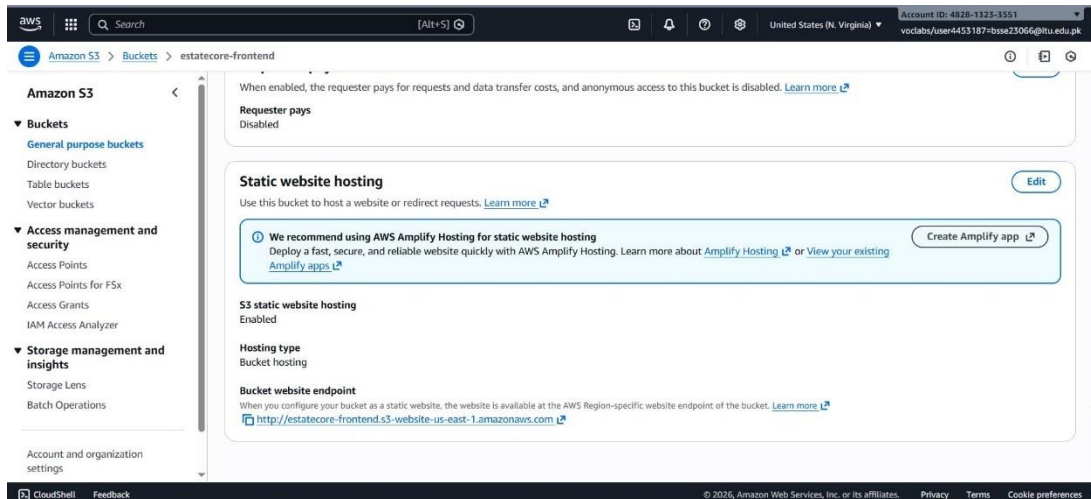 aws
Search
[Alt+S]
United States (N. Virginia)
Account ID: 4828-1323-3551
voclabs/user4453187=bsse23066@itu.edu.pk
Amazon S3 > Buckets > estatecore-frontend
Amazon S3
Buckets
General purpose buckets
Directory buckets
Table buckets
Vector buckets
Access management and
security
Access Points
Access Points for FSx
Access Grants
IAM Access Analyzer
Storage management and
insights
Storage Lens
Batch Operations
Account and organization
settings
When enabled, the requester pays for requests and data transfer costs, and anonymous access to this bucket is disabled. Learn more
Requester pays
Disabled
Static website hosting
Edit
Use this bucket to host a website or redirect requests. Learn more
We recommend using AWS Amplify Hosting for static website hosting
Create Amplify app
Deploy a fast, secure, and reliable website quickly with AWS Amplify Hosting. Learn more about Amplify Hosting or View your existing
Amplify apps
S3 static website hosting
Enabled
Hosting type
Bucket hosting
Bucket website endpoint
When you configure your bucket as a static website, the website is available at the AWS Region-specific website endpoint of the bucket. Learn more
http://estatecore-frontend.s3-website-us-east-1.amazonaws.com
CloudShell Feedback
© 2026, Amazon Web Services, Inc. or its affiliates. Privacy Terms Cookie preferences